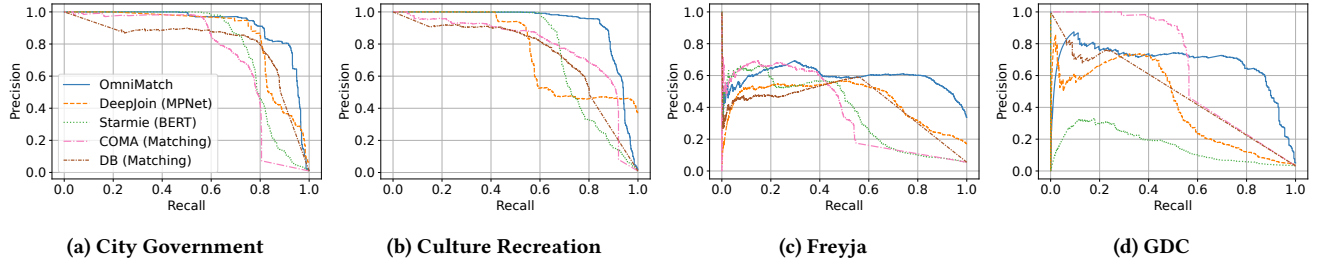 1.0
0.8
0.6
0.4
0.2
0.0
Precision
0.0 0.2 0.4 0.6 0.8 1.0
Recall
OmniMatch
DeepJoin (MPNet)
Starmie (BERT)
COMA (Matching)
DB (Matching)
(a) City Government
1.0
0.8
0.6
0.4
0.2
0.0
Precision
0.0 0.2 0.4 0.6 0.8 1.0
Recall
(b) Culture Recreation
1.0
0.8
0.6
0.4
0.2
0.0
Precision
0.0 0.2 0.4 0.6 0.8 1.0
Recall
(c) Freyja
1.0
0.8
0.6
0.4
0.2
0.0
Precision
0.0 0.2 0.4 0.6 0.8 1.0
Recall
(d) GDC